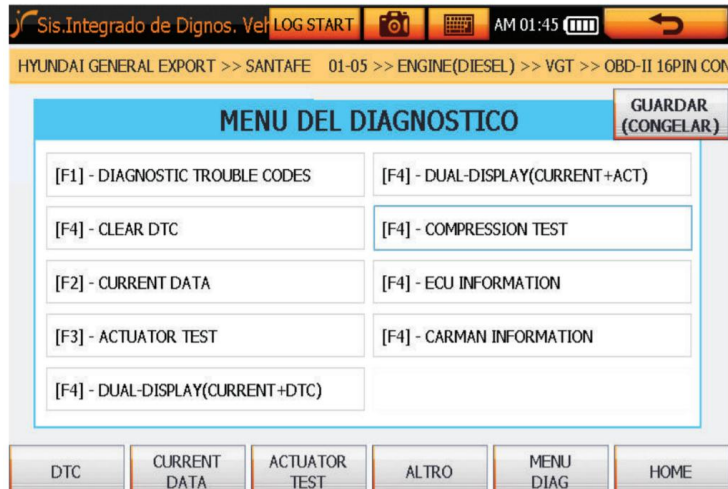 Sis.Integrado de Dignos. Veh LOG START AM 01:45
HYUNDAI GENERAL EXPORT >> SANTAFE 01-05 >> ENGINE(DIESEL) >> VGT >> OBD-II 16PIN CON
MENU DEL DIAGNOSTICO
GUARDAR
(CONGELAR)
[F1] - DIAGNOSTIC TROUBLE CODES
[F4] - DUAL-DISPLAY(CURRENT+ACT)
[F4] - CLEAR DTC
[F4] - COMPRESSION TEST
[F2] - CURRENT DATA
[F4] - ECU INFORMATION
[F3] - ACTUATOR TEST
[F4] - CARMAN INFORMATION
[F4] - DUAL-DISPLAY(CURRENT+DTC)
DTC
CURRENT
DATA
ACTUATOR
TEST
ALTRO
MENU
DIAG
HOME